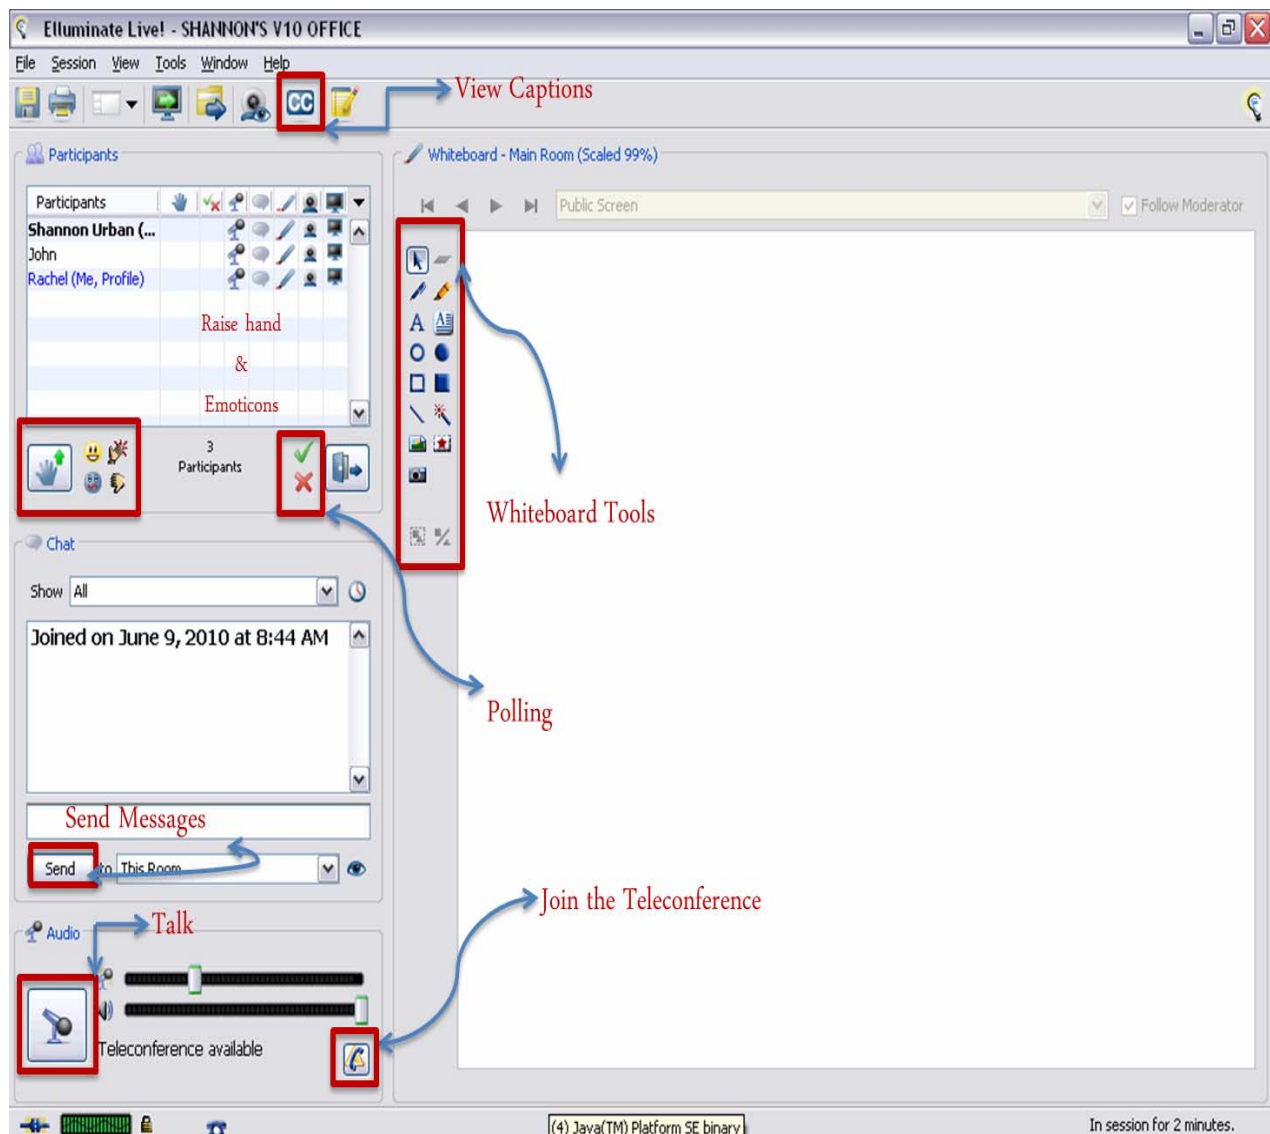 Elluminate Live! - SHANNON'S V10 OFFICE
File Session View Tools Window Help
CC
View Captions
Participants
Participants
Shannon Urban (...
John
Rachel (Me, Profile)
Raise hand
&
Emoticons
3
Participants
Chat
Show All
Joined on June 9, 2010 at 8:44 AM
Send Messages
Send to This Room
Audio
Talk
Teleconference available
Whiteboard - Main Room (Scaled 99%)
Public Screen
Follow Moderator
A A
Whiteboard Tools
Polling
Join the Teleconference
(4) Java(TM) Platform SE binary
In session for 2 minutes.